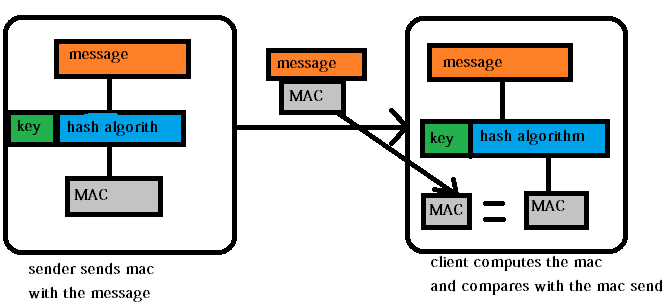 message
key
hash algorith
MAC
sender sends mac
with the message
message
MAC
message
key
hash algorithm
MAC
=
MAC
client computes the mac
and compares with the mac send